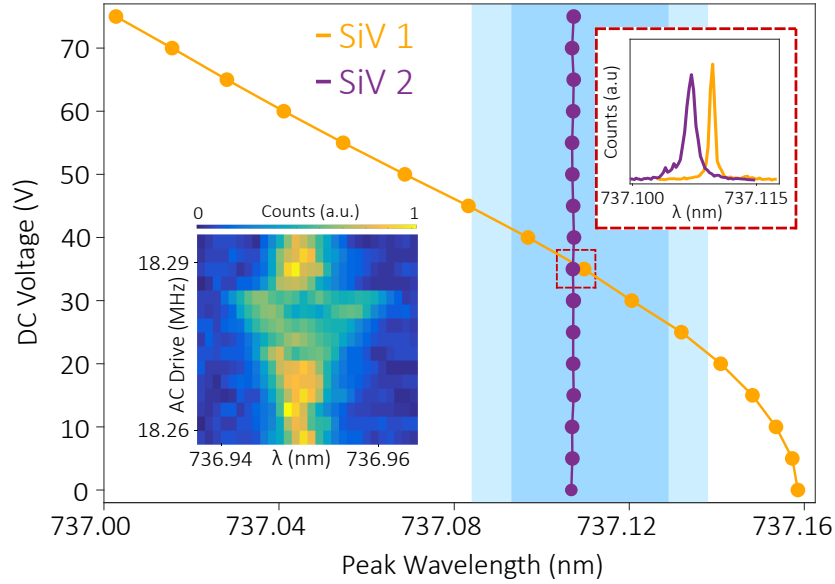 SiV 1
SiV 2
DC Voltage (V)
70
60
50
40
30
20
10
0
737.00
737.04
737.08
737.12
737.16
Peak Wavelength (nm)
Counts (a.u)
737.100
737.115
λ (nm)
0
Counts (a.u.)
1
AC Drive (MHz)
18.29
18.26
736.94
λ (nm)
736.96